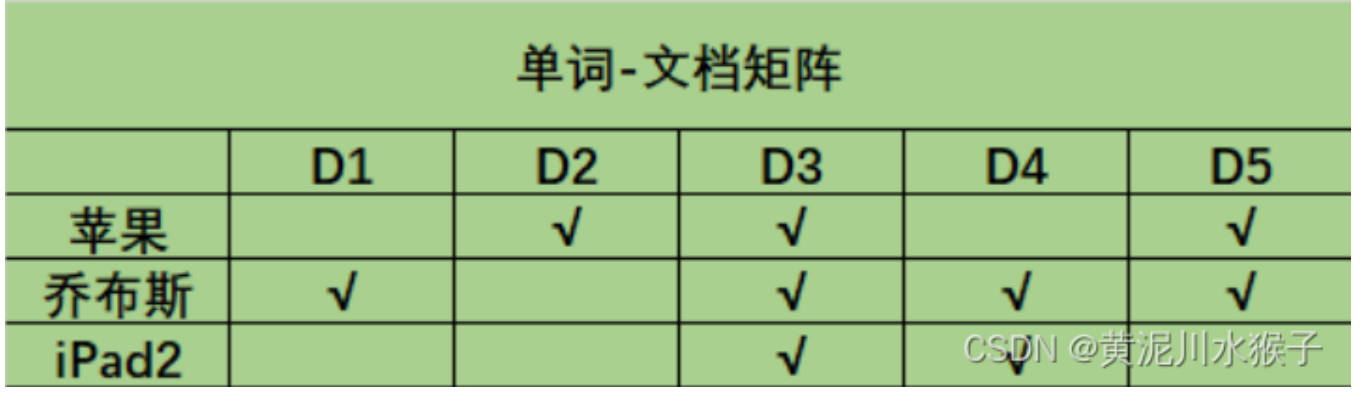 单词-文档矩阵
D1 D2 D3 D4 D5
苹果 √ √ √
乔布斯 √ √ √ √
iPad2 √ √
CSDN @黄泥川水猴子